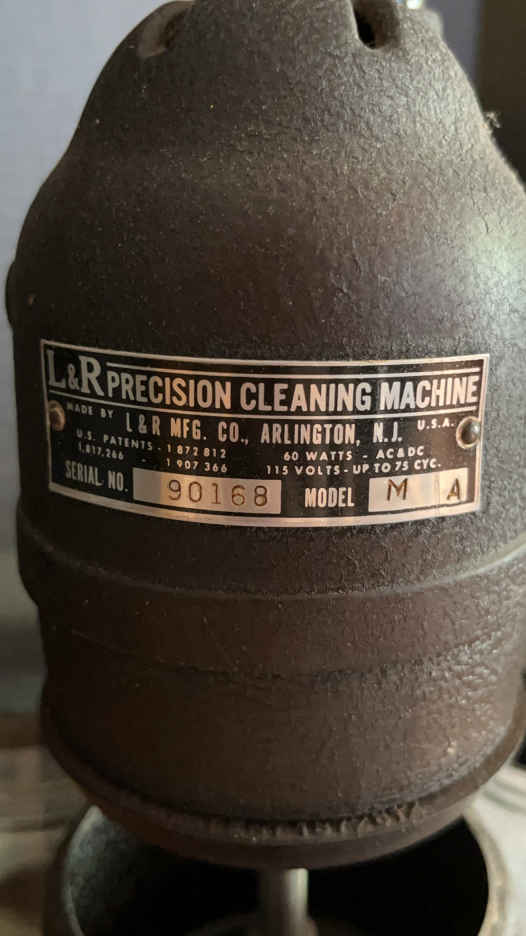 L&R PRECISION CLEANING MACHINE
MADE BY L & R MFG. CO., ARLINGTON, N.J. U.S.A.
U.S. PATENTS - 1 872 812 60 WATTS - AC & DC
1,817,266 - 1 907 366 115 VOLTS - UP TO 75 CYC.
SERIAL NO. 90168 MODEL M A